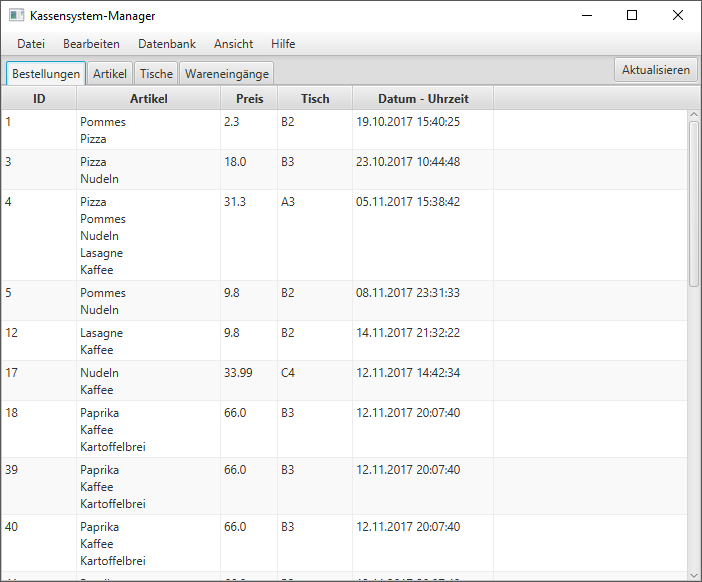 Kassensystem-Manager
Datei Bearbeiten Datenbank Ansicht Hilfe
Bestellungen Artikel Tische Wareneingänge Aktualisieren
ID Artikel Preis Tisch Datum - Uhrzeit
1 Pommes 2.3 B2 19.10.2017 15:40:25
Pizza
3 Pizza 18.0 B3 23.10.2017 10:44:48
Nudeln
4 Pizza 31.3 A3 05.11.2017 15:38:42
Pommes
Nudeln
Lasagne
Kaffee
5 Pommes 9.8 B2 08.11.2017 23:31:33
Nudeln
12 Lasagne 9.8 B2 14.11.2017 21:32:22
Kaffee
17 Nudeln 33.99 C4 12.11.2017 14:42:34
Kaffee
18 Paprika 66.0 B3 12.11.2017 20:07:40
Kaffee
Kartoffelbrei
39 Paprika 66.0 B3 12.11.2017 20:07:40
Kaffee
Kartoffelbrei
40 Paprika 66.0 B3 12.11.2017 20:07:40
Kaffee
Kartoffelbrei